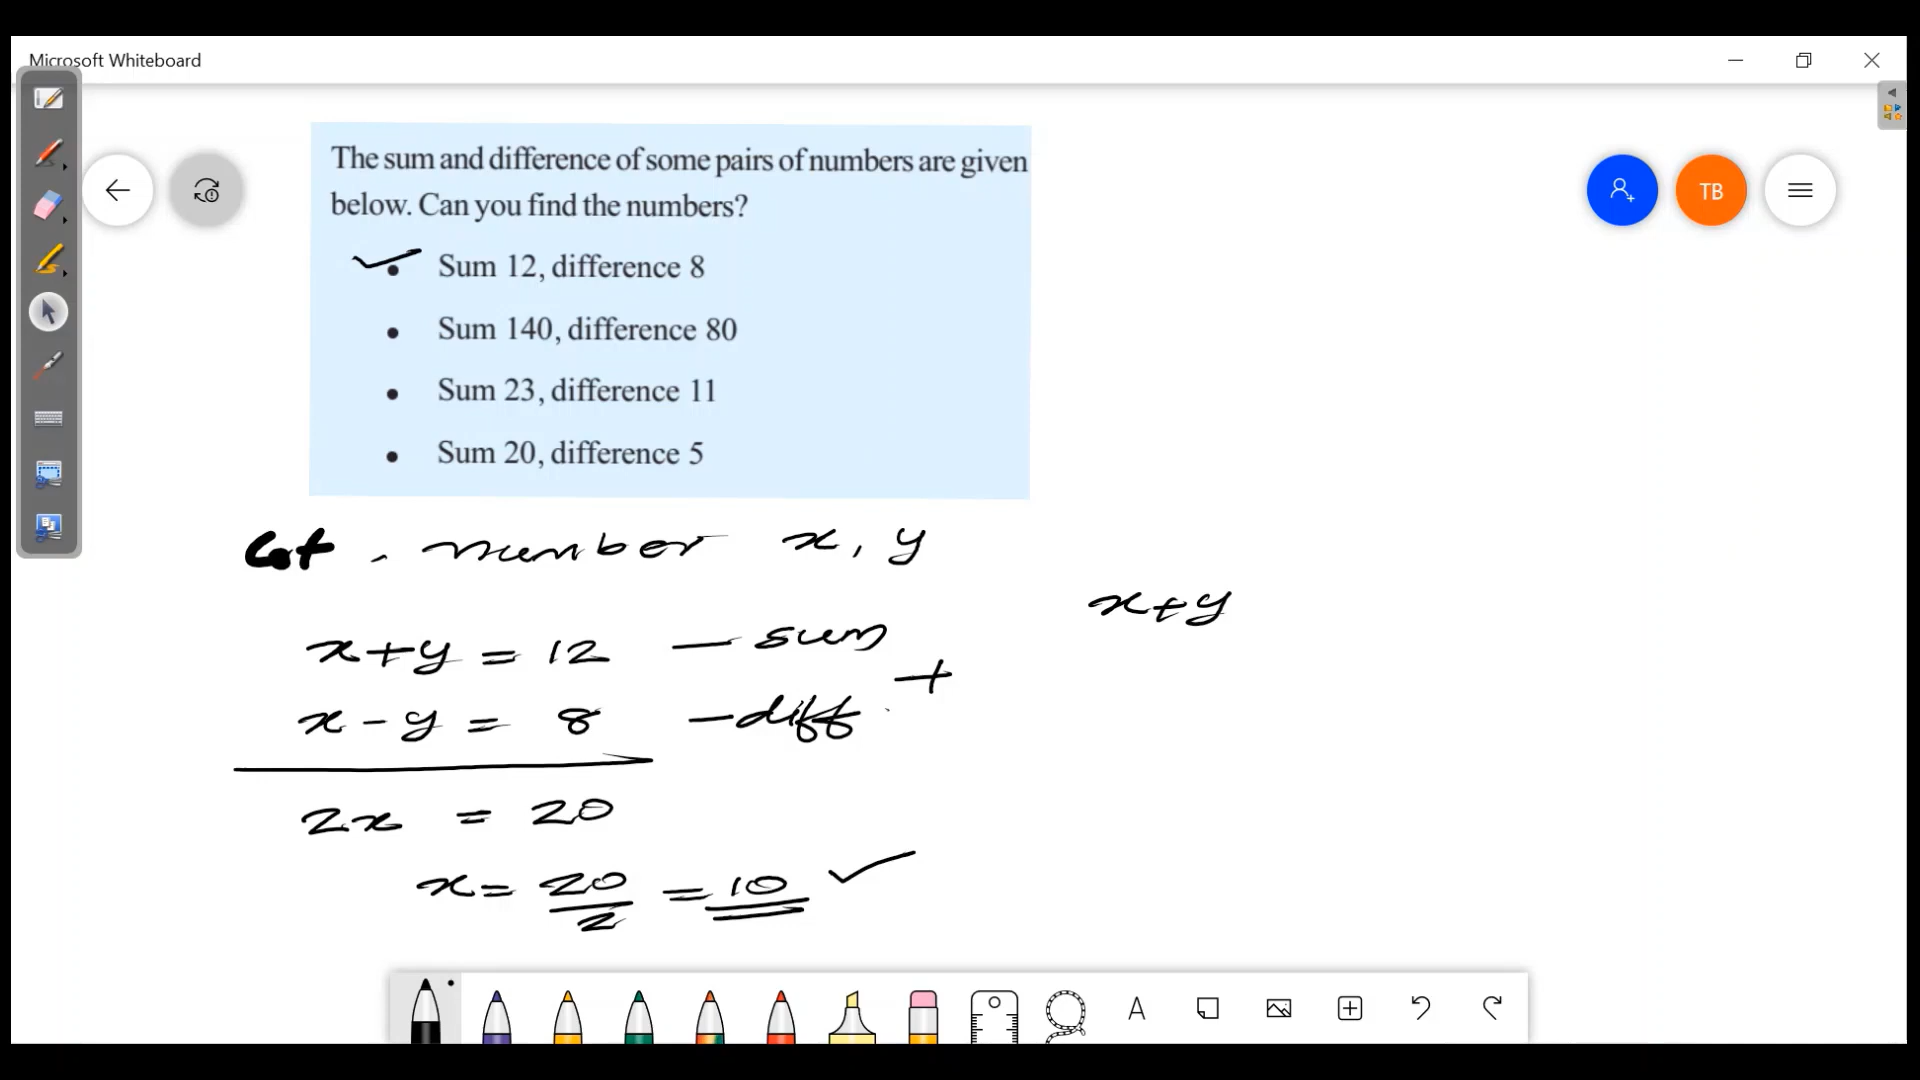 Microsoft Whiteboard
TB
The sum and difference of some pairs of numbers are given
below. Can you find the numbers?
• Sum 12, difference 8
• Sum 140, difference 80
• Sum 23, difference 11
• Sum 20, difference 5
number x, y
x+y
x+y = 12 — sum
+
x-y = 8 — diff
2x = 20
x = 20/2 = 10 ✓
A